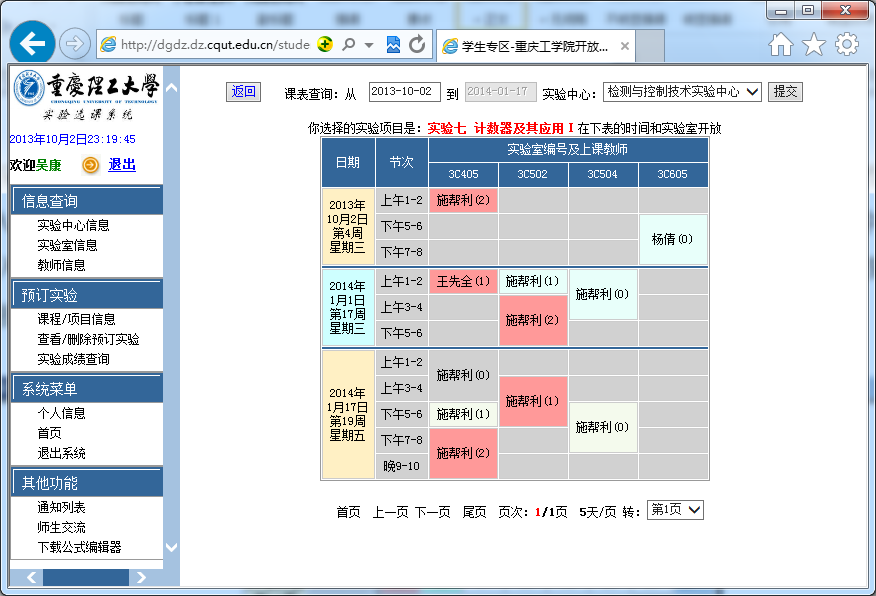 http://dgdz.dz.cqut.edu.cn/stude
学生专区-重庆工学院开放...
重慶理工大學
CHONGQING UNIVERSITY OF TECHNOLOGY
实验选课系统
2013年10月2日23:19:45
欢迎吴康 退出
信息查询
实验中心信息
实验室信息
教师信息
预订实验
课程/项目信息
查看/删除预订实验
实验成绩查询
系统菜单
个人信息
首页
退出系统
其他功能
通知列表
师生交流
下载公式编辑器
返回 课表查询: 从 2013-10-02 到 2014-01-17 实验中心: 检测与控制技术实验中心 提交
你选择的实验项目是: 实验七 计数器及其应用Ⅰ在下表的时间和实验室开放
日期 节次 实验室编号及上课教师
3C405 3C502 3C504 3C605
2013年
10月2日
第4周
星期三
上午1-2 施帮利(2)
下午5-6
杨倩(0)
下午7-8
2014年
1月1日
第17周
星期三
上午1-2 王先全(1) 施帮利(1)
施帮利(0)
上午3-4
施帮利(2)
下午5-6
2014年
1月17日
第19周
星期五
上午1-2
施帮利(0)
上午3-4
施帮利(1)
下午5-6 施帮利(1)
施帮利(0)
下午7-8
施帮利(2)
晚9-10
首页 上一页 下一页 尾页 页次: 1/1页 5天/页 转: 第1页